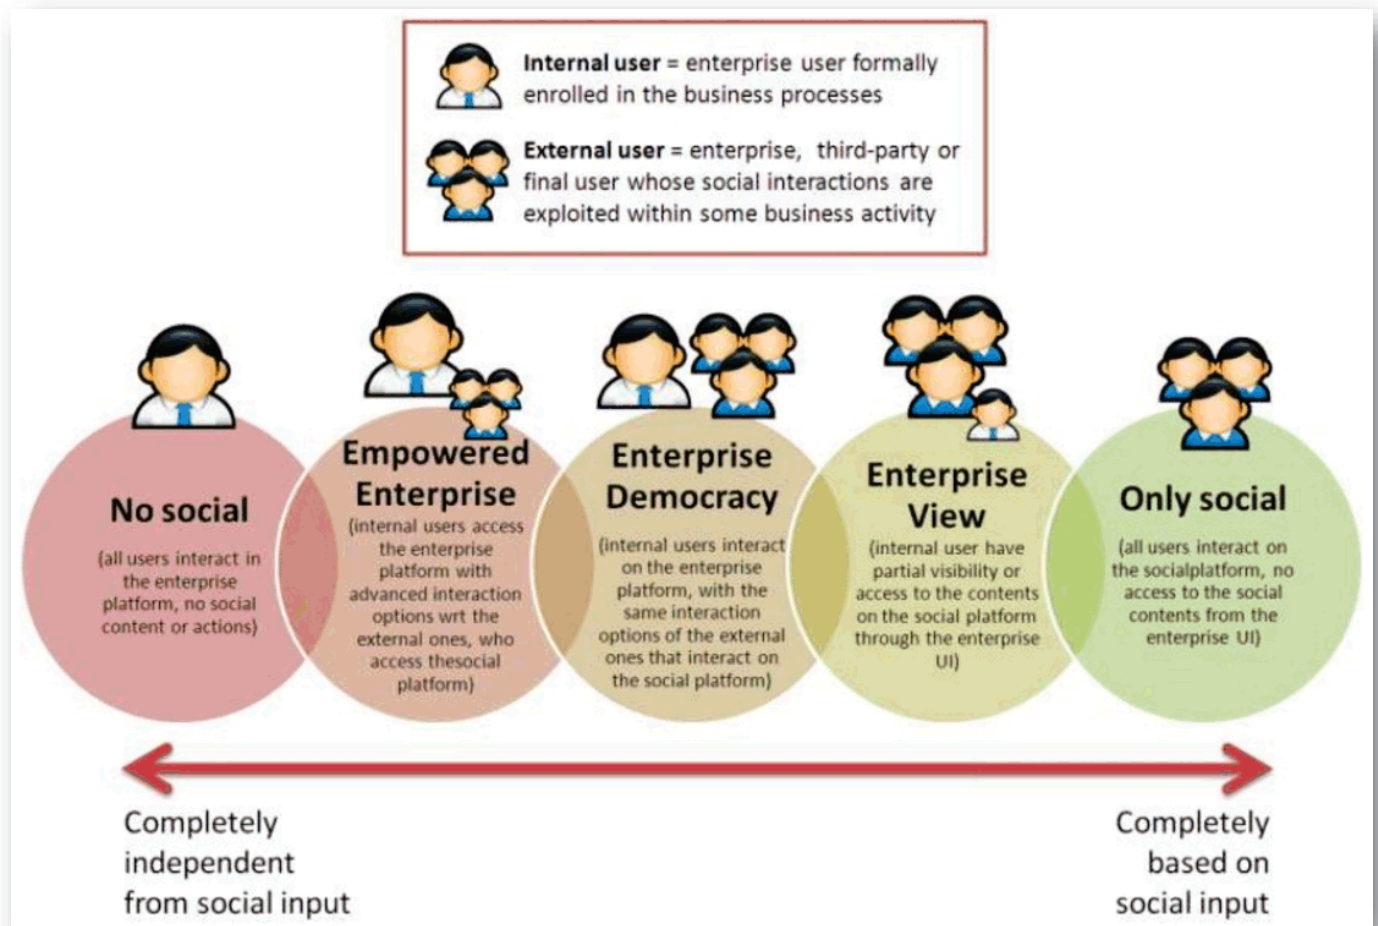 Internal user = enterprise user formally
enrolled in the business processes
External user = enterprise, third-party or
final user whose social interactions are
exploited within some business activity
No social
(all users interact in
the enterprise
platform, no social
content or actions)
Empowered
Enterprise
(internal users access
the enterprise
platform with
advanced interaction
options wrt the
external ones, who
access thesocial
platform)
Enterprise
Democracy
(internal users interact
on the enterprise
platform, with the
same interaction
options of the external
ones that interact on
the social platform)
Enterprise
View
(internal user have
partial visibility or
access to the contents
on the social platform
through the enterprise
UI)
Only social
(all users interact on
the socialplatform, no
access to the social
contents from the
enterprise UI)
Completely
independent
from social input
Completely
based on
social input